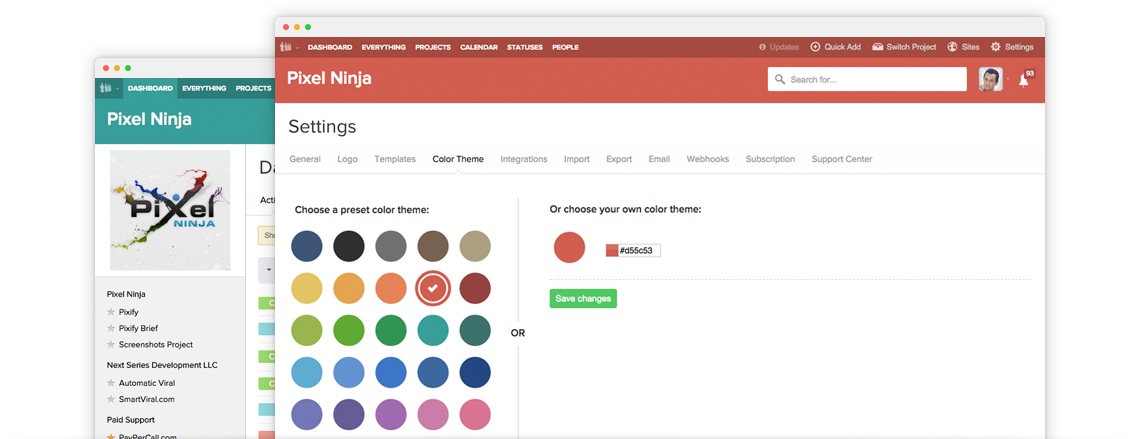 DASHBOARD EVERYTHING PROJECTS CALENDAR STATUSES PEOPLE Updates Quick Add Switch Project Sites Settings
Pixel Ninja Search for... 93
Settings
General Logo Templates Color Theme Integrations Import Export Email Webhooks Subscription Support Center
Choose a preset color theme:
OR
Or choose your own color theme:
#d55c53
Save changes
DASHBOARD EVERYTHING PROJECTS
Pixel Ninja
PiXel
NINJA
Pixel Ninja
Pixify
Pixify Brief
Screenshots Project
Next Series Development LLC
Automatic Viral
SmartViral.com
Paid Support
PayPerCall.com
Da
Acti
Sho
C
C
C